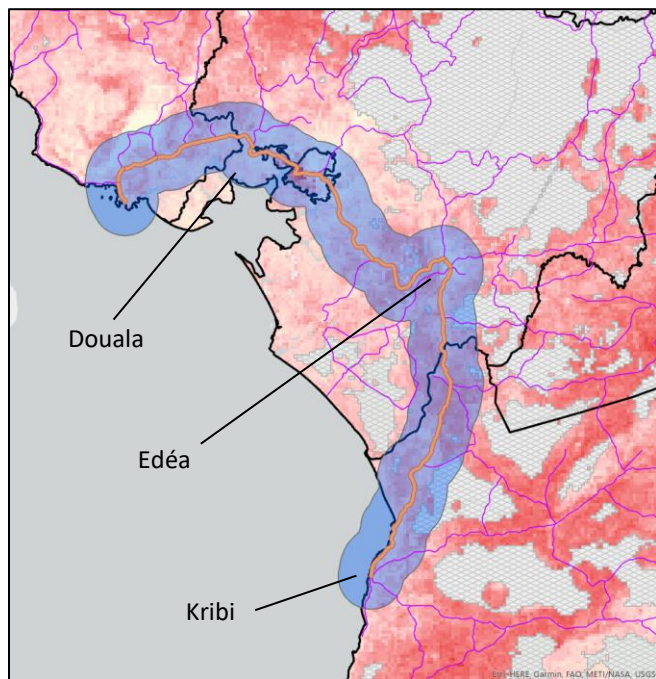 Douala
Edéa
Kribi
Esri, HERE, Garmin, FAO, METI/NASA, USGS